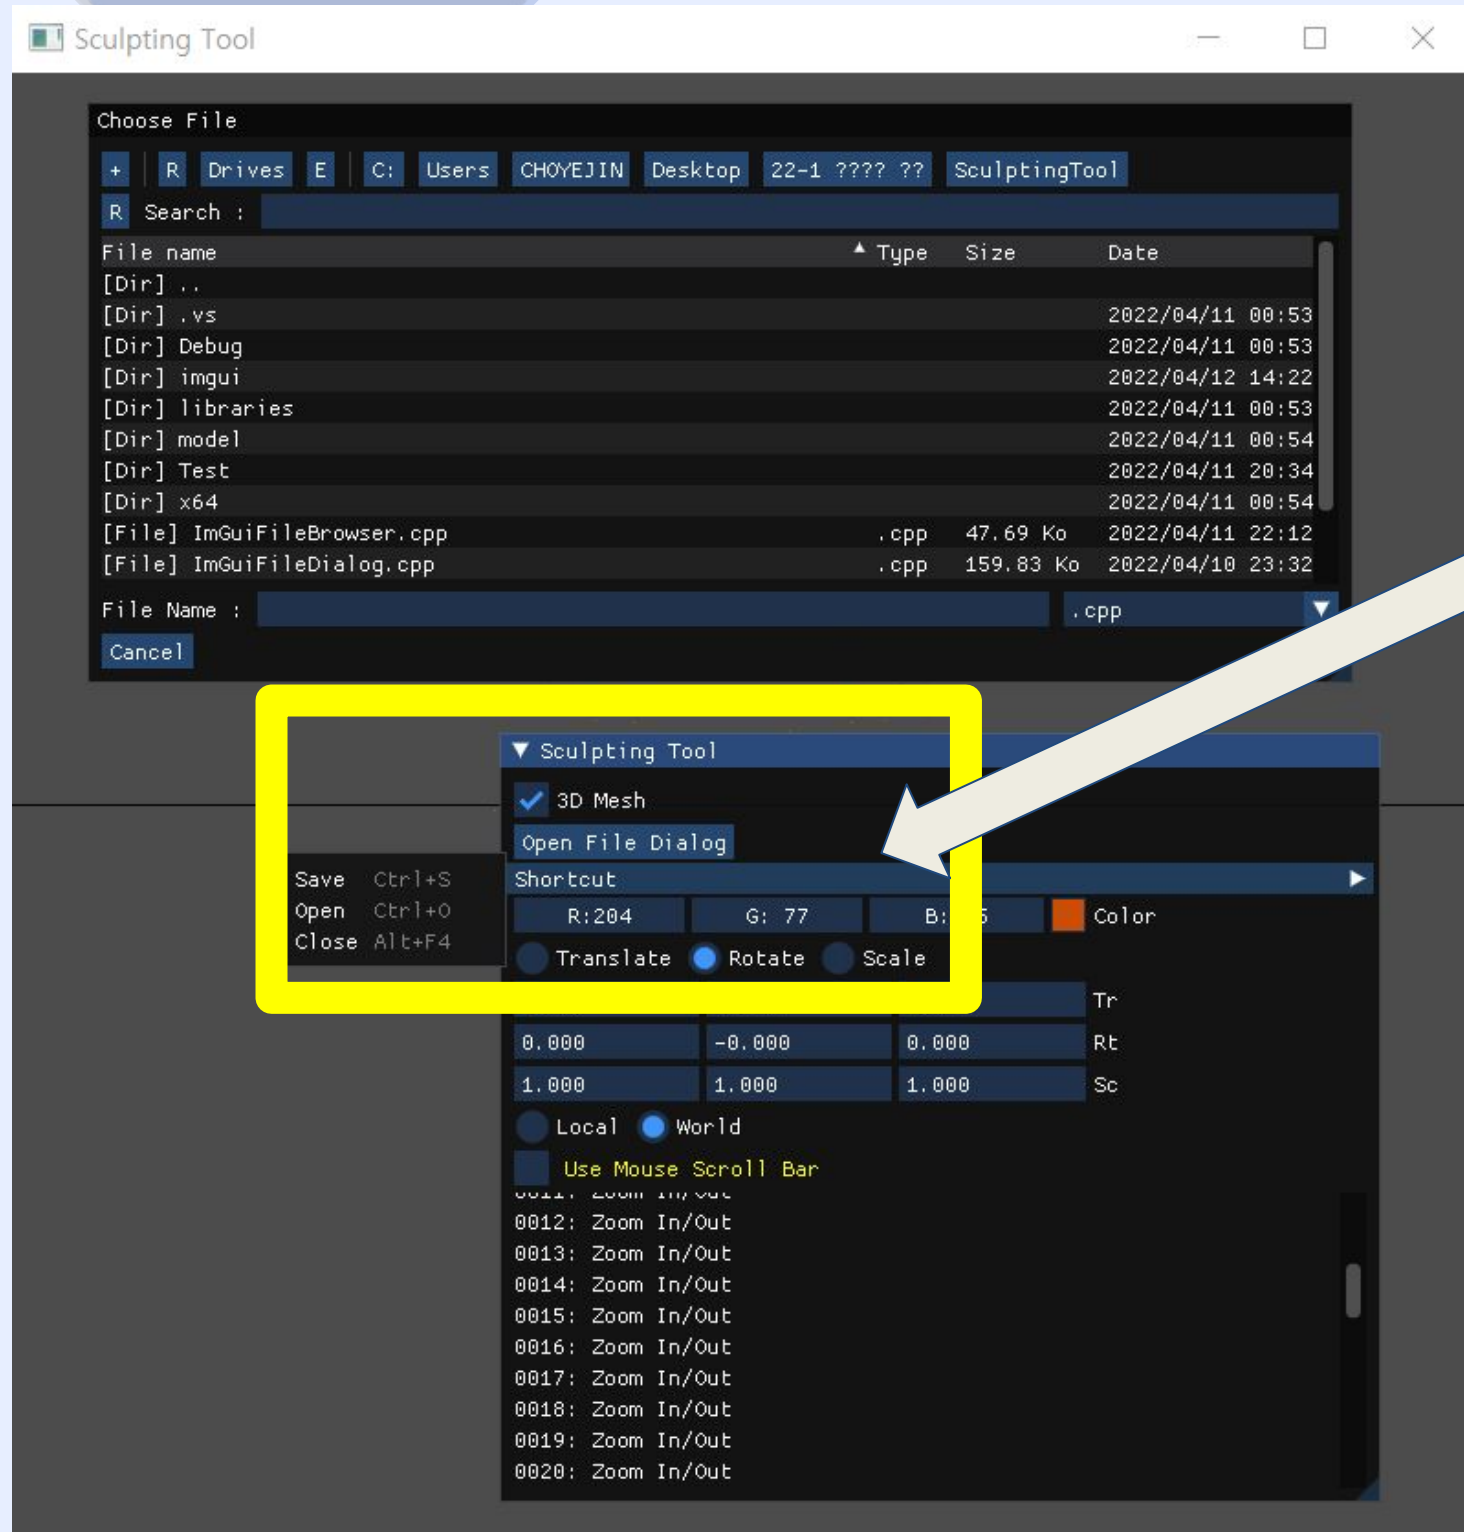 Sculpting Tool
Choose File
+ R Drives E C: Users CHOYEJIN Desktop 22-1 ???? ?? SculptingTool
R Search :
File name Type Size Date
[Dir] ..
[Dir] .vs 2022/04/11 00:53
[Dir] Debug 2022/04/11 00:53
[Dir] imgui 2022/04/12 14:22
[Dir] libraries 2022/04/11 00:53
[Dir] model 2022/04/11 00:54
[Dir] Test 2022/04/11 20:34
[Dir] x64 2022/04/11 00:54
[File] ImGuiFileBrowser.cpp .cpp 47.69 Ko 2022/04/11 22:12
[File] ImGuiFileDialog.cpp .cpp 159.83 Ko 2022/04/10 23:32
File Name : .cpp
Cancel
Sculpting Tool
3D Mesh
Open File Dialog
Shortcut
Save Ctrl+S
Open Ctrl+O
Close Alt+F4
R:204 G: 77 B: Color
Translate Rotate Scale
Tr
0.000 -0.000 0.000 Rt
1.000 1.000 1.000 Sc
Local World
Use Mouse Scroll Bar
0011: Zoom In/Out
0012: Zoom In/Out
0013: Zoom In/Out
0014: Zoom In/Out
0015: Zoom In/Out
0016: Zoom In/Out
0017: Zoom In/Out
0018: Zoom In/Out
0019: Zoom In/Out
0020: Zoom In/Out